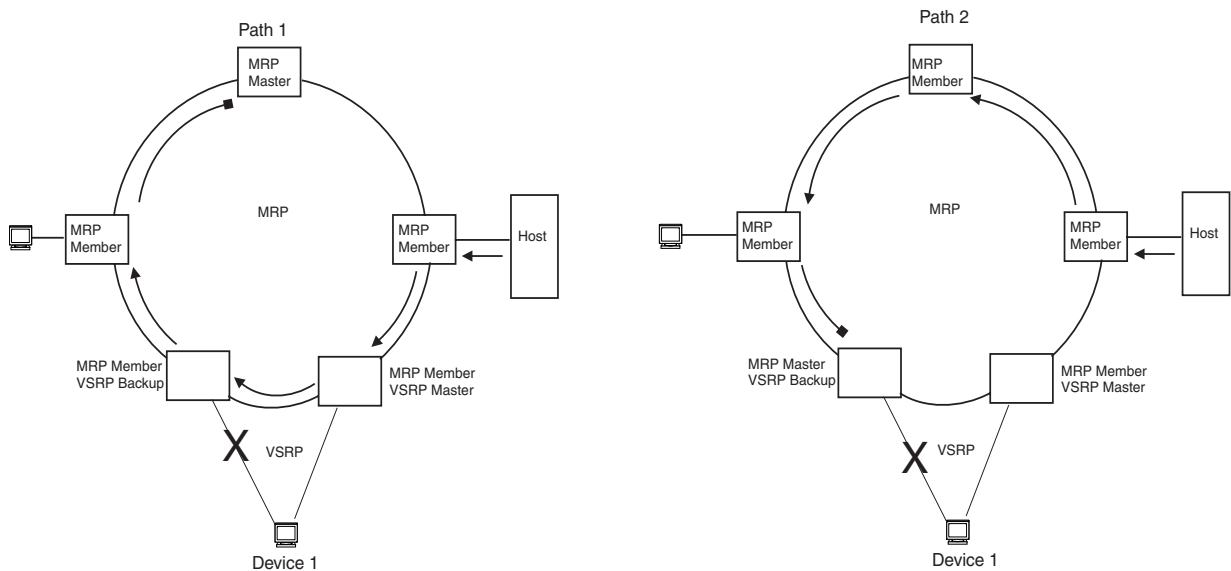 Path 1
MRP
Master
MRP
MRP
Member
MRP
Member
Host
MRP Member
VSRP Backup
MRP Member
VSRP Master
X
VSRP
Device 1
Path 2
MRP
Member
MRP
MRP
Member
MRP
Member
Host
MRP Master
VSRP Backup
MRP Member
VSRP Master
X
VSRP
Device 1